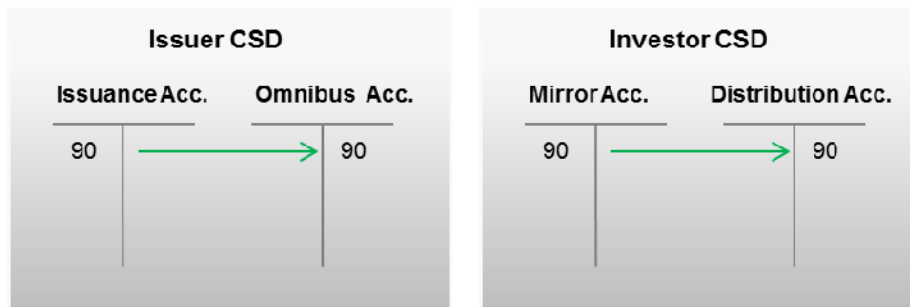 Issuer CSD
Issuance Acc. Omnibus Acc.
90 90
Investor CSD
Mirror Acc. Distribution Acc.
90 90